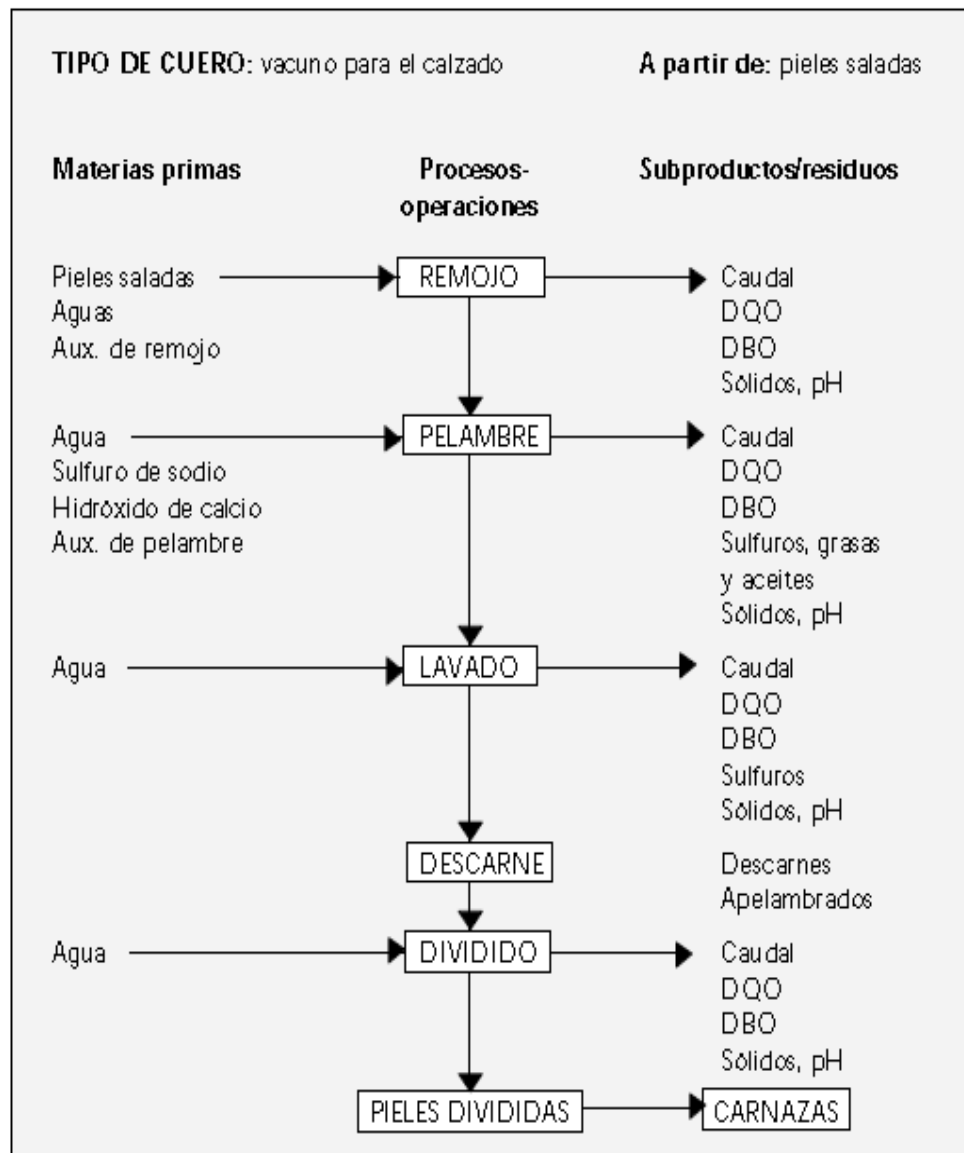 TIPO DE CUERO: vacuno para el calzado
A partir de: pieles saladas
Materias primas
Procesos-
operaciones
Subproductos/residuos
Pieles saladas
Aguas
Aux. de remojo
REMOJO
Caudal
DQO
DBO
Sólidos, pH
Agua
Sulfuro de sodio
Hidróxido de calcio
Aux. de pelambre
PELAMBRE
Caudal
DQO
DBO
Sulfuros, grasas
y aceites
Sólidos, pH
Agua
LAVADO
Caudal
DQO
DBO
Sulfuros
Sólidos, pH
DESCARNE
Descarnes
Apelambrados
Agua
DIVIDIDO
Caudal
DQO
DBO
Sólidos, pH
PIELES DIVIDIDAS
CARNAZAS